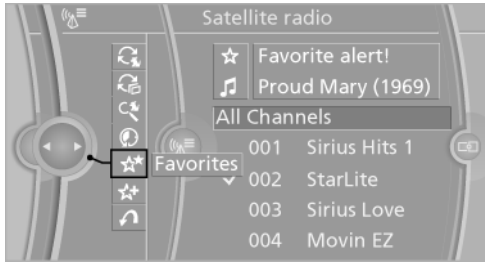 Satellite radio
Favorite alert!
Proud Mary (1969)
All Channels
001 Sirius Hits 1
Favorites
002 StarLite
003 Sirius Love
004 Movin EZ